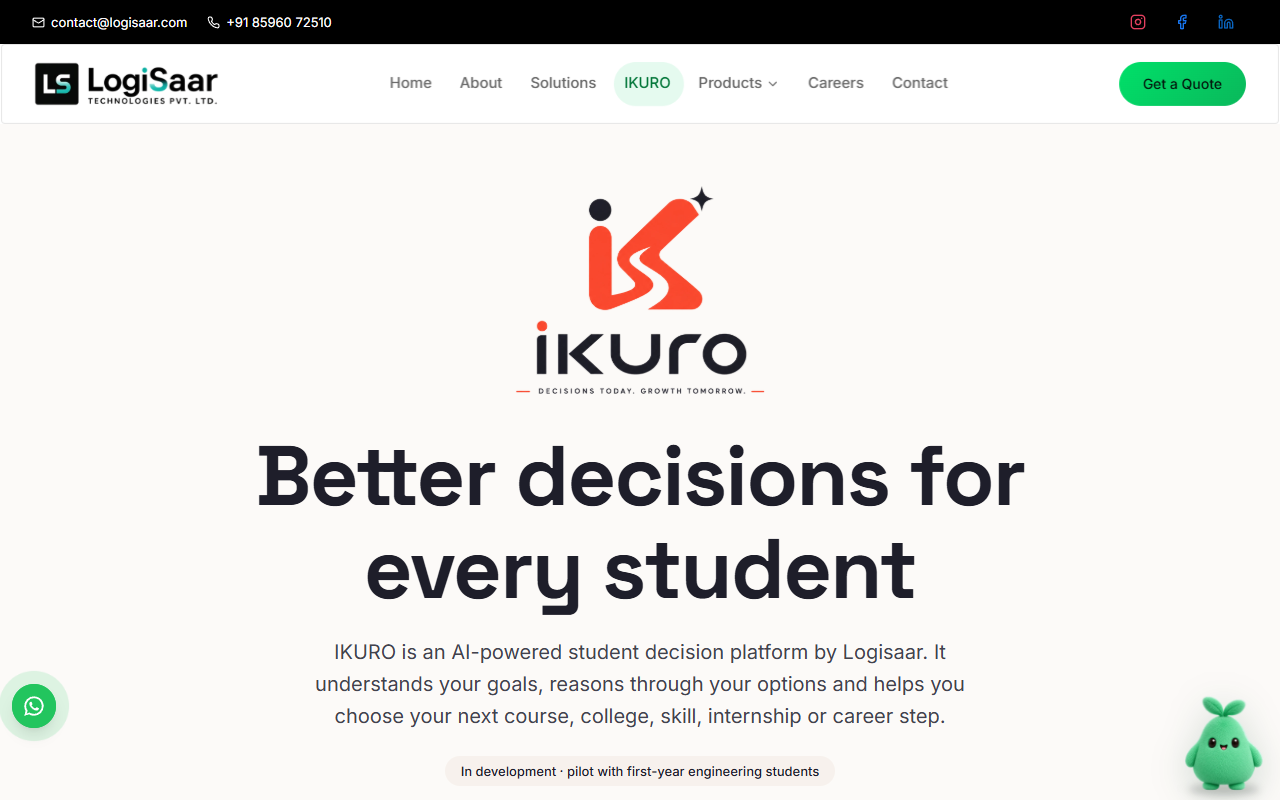 contact@logisaar.com +91 85960 72510
LS LogiSaar
TECHNOLOGIES PVT. LTD.
Home About Solutions IKURO Products Careers Contact
Get a Quote
iK
iKuro
DECISIONS TODAY. GROWTH TOMORROW.
Better decisions for
every student
IKURO is an AI-powered student decision platform by Logisaar. It
understands your goals, reasons through your options and helps you
choose your next course, college, skill, internship or career step.
In development · pilot with first-year engineering students